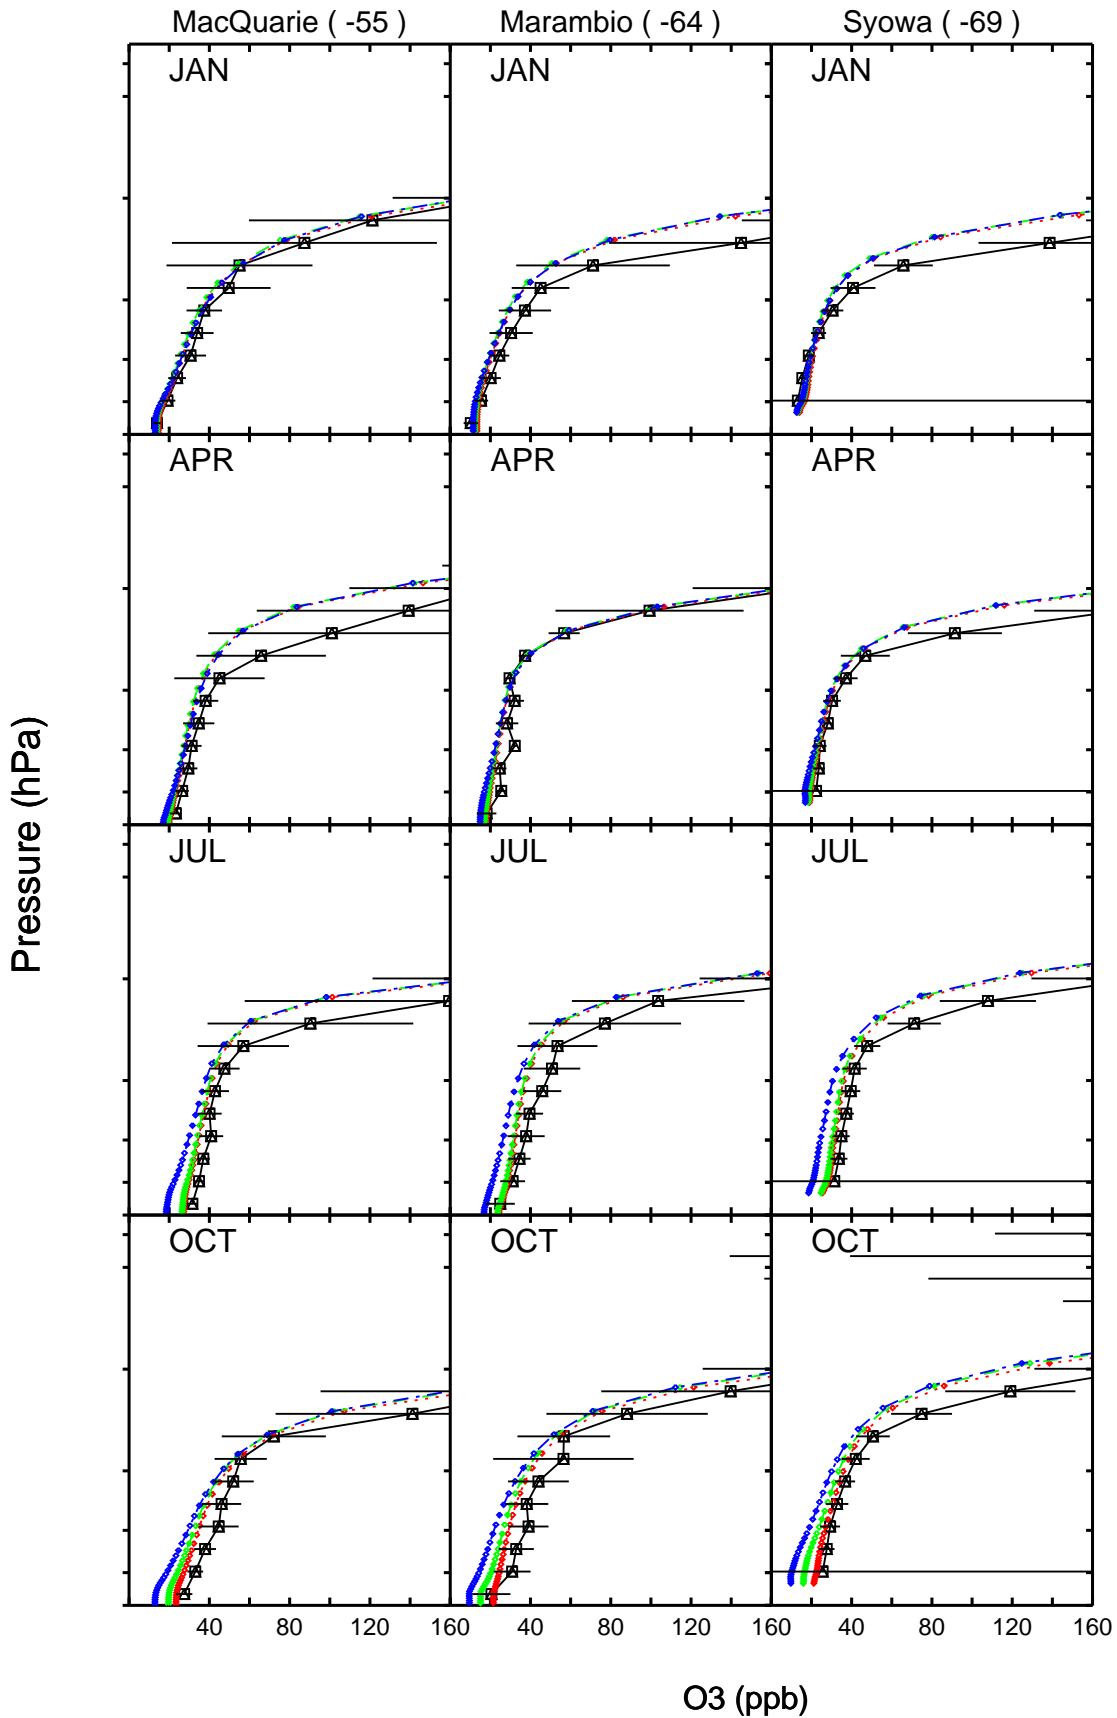 MacQuarie ( -55 ) Marambio ( -64 ) Syowa ( -69 )
JAN JAN JAN
APR APR APR
JUL JUL JUL
OCT OCT OCT
Pressure (hPa)
40 80 120 160 40 80 120 160 40 80 120 160
O3 (ppb)